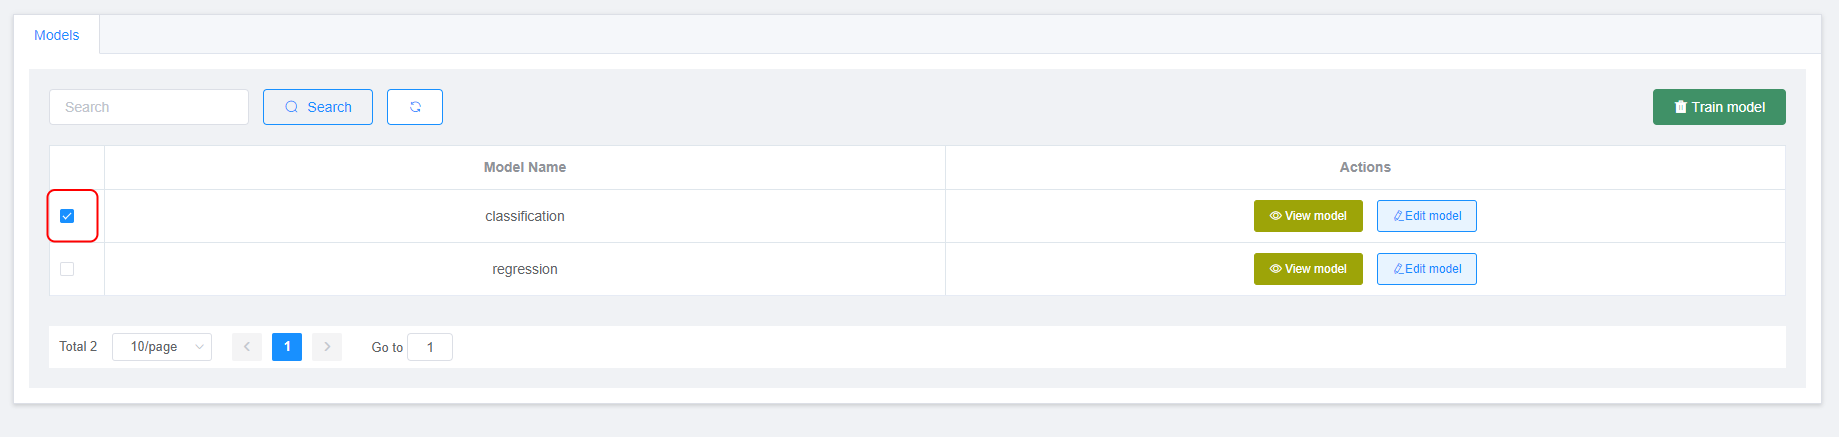 Models
Search Search Train model
Model Name Actions
classification View model Edit model
regression View model Edit model
Total 2 10/page 1 Go to 1